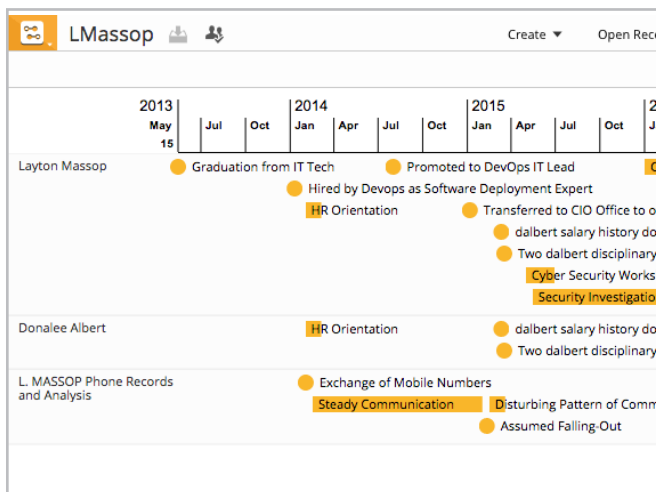 LMassop Create Open Reco
2013 2014 2015 2
May Jul Oct Jan Apr Jul Oct Jan Apr Jul Oct J
15
Layton Massop Graduation from IT Tech Promoted to DevOps IT Lead C
Hired by Devops as Software Deployment Expert
HR Orientation Transferred to CIO Office to o
dalbert salary history do
Two dalbert disciplinary
Cyber Security Works
Security Investigatio
Donalee Albert HR Orientation dalbert salary history do
Two dalbert disciplinary
L. MASSOP Phone Records Exchange of Mobile Numbers
and Analysis Steady Communication Disturbing Pattern of Comm
Assumed Falling-Out